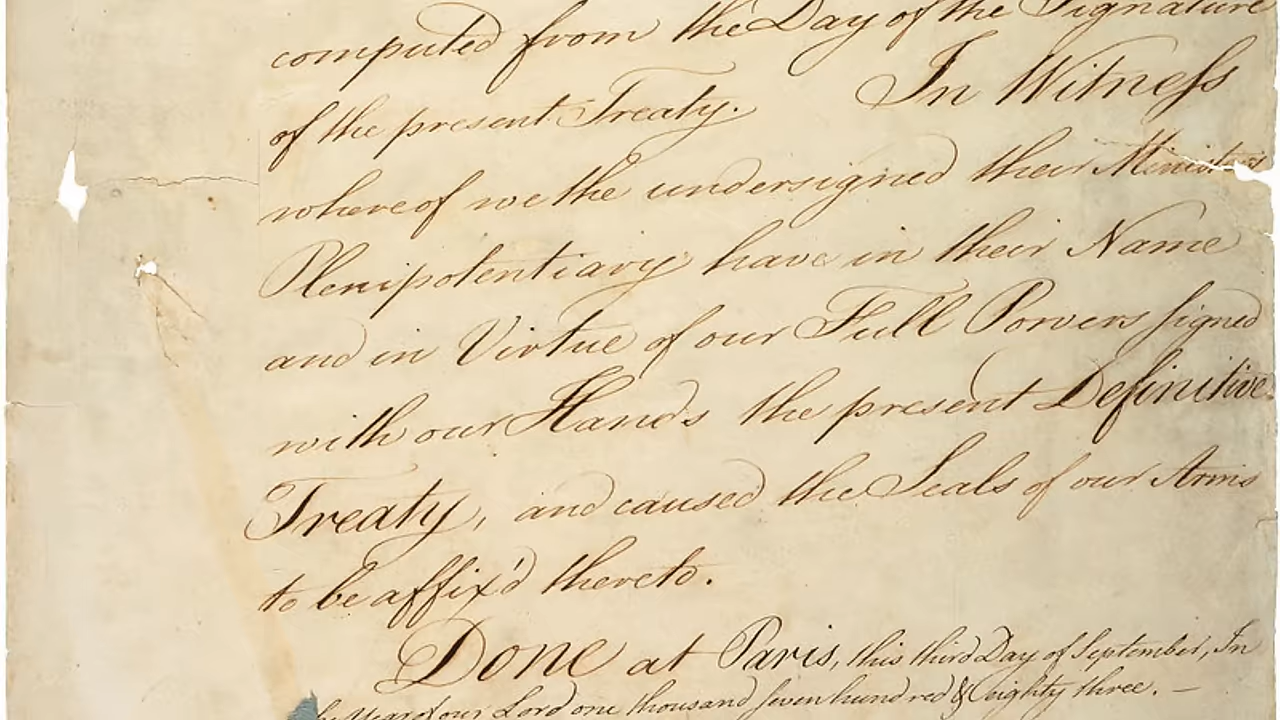 computed from the Day of the Signature
of the present Treaty. In Witneſs
whereof we the undersigned their Ministers
Plenipotentiary have in their Name
and in Virtue of our Full Powers ſigned
with our Hands the present Definitive
Treaty, and caused the Seals of our Arms
to be affix'd thereto.
Done at Paris, this third Day of September, In
the Year of our Lord one thousand ſeven hundred & eighty three. —